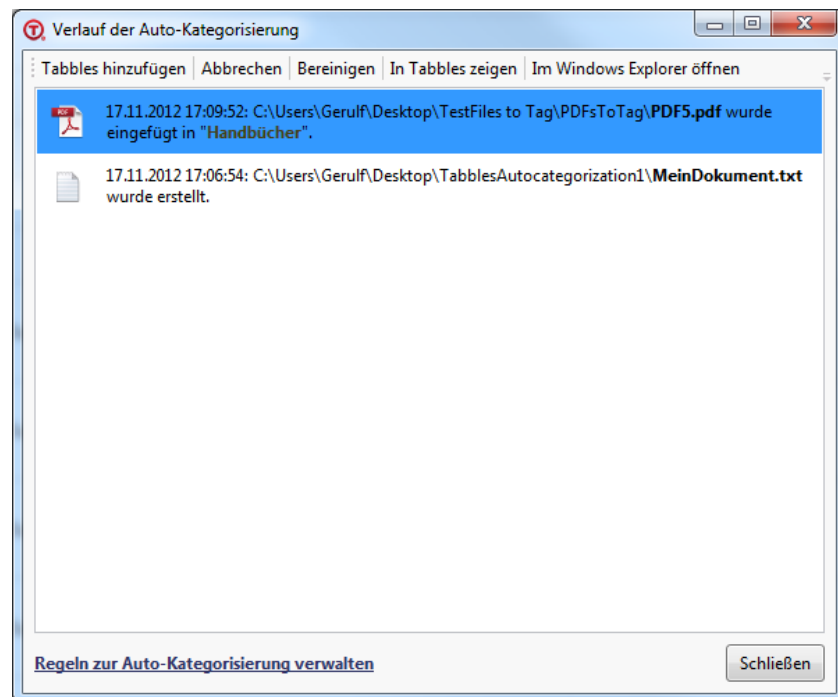 Verlauf der Auto-Kategorisierung
Tabbles hinzufügen Abbrechen Bereinigen In Tabbles zeigen Im Windows Explorer öffnen
PDF
17.11.2012 17:09:52: C:\Users\Gerulf\Desktop\TestFiles to Tag\PDFsToTag\PDF5.pdf wurde
eingefügt in "Handbücher".
17.11.2012 17:06:54: C:\Users\Gerulf\Desktop\TabblesAutocategorization1\MeinDokument.txt
wurde erstellt.
Regeln zur Auto-Kategorisierung verwalten
Schließen